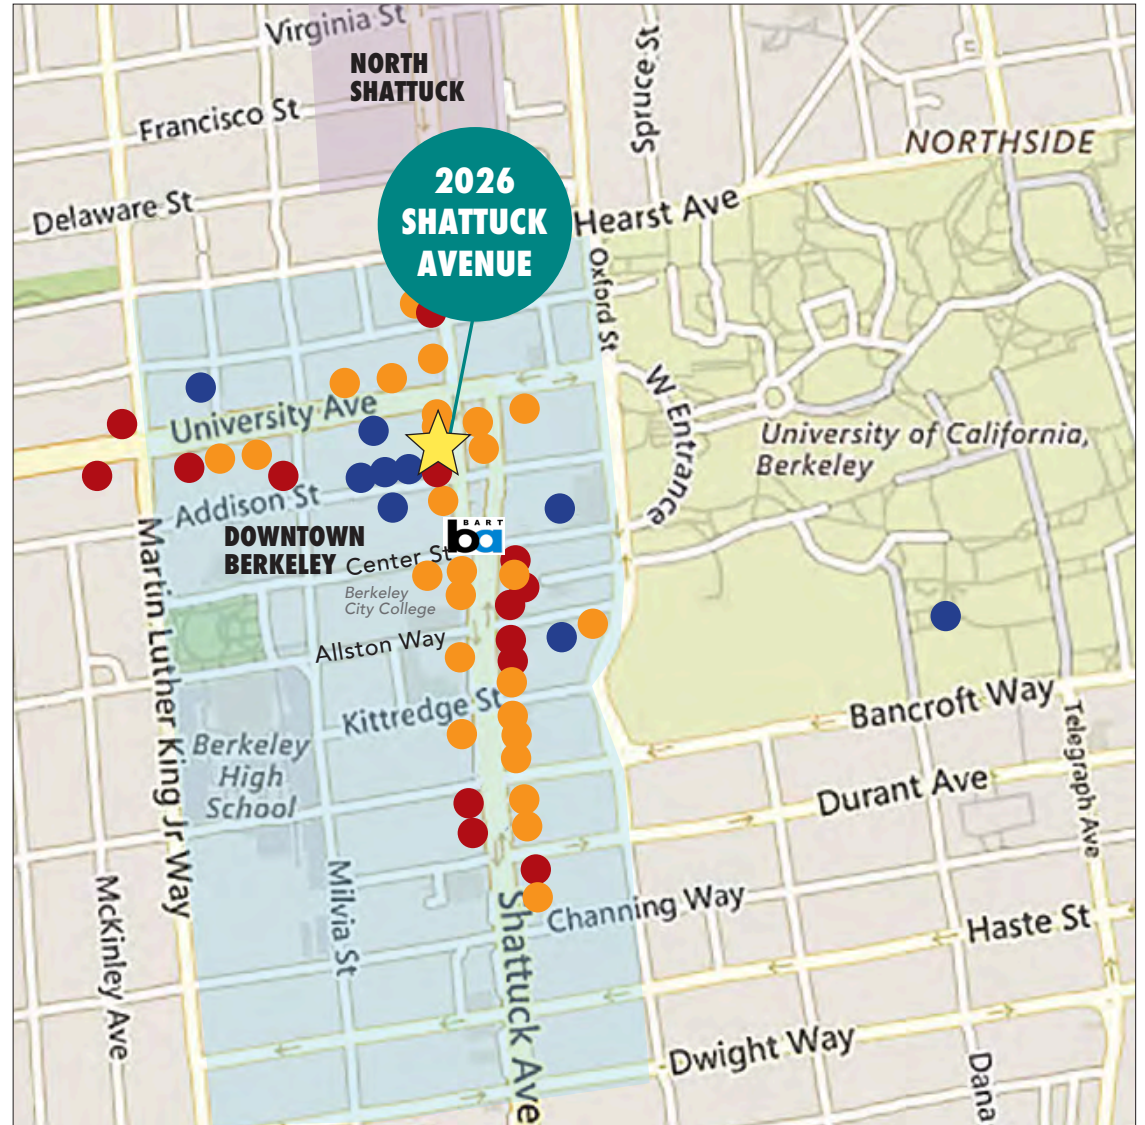 Virginia St
NORTH
SHATTUCK
Spruce St
Francisco St
NORTHSIDE
2026
SHATTUCK
AVENUE
Delaware St
Hearst Ave
Oxford St
W Entrance
University Ave
University of California,
Berkeley
Addison St
DOWNTOWN
BERKELEY
BART
ba
Center St
Berkeley
City College
Allston Way
Martin Luther King Jr Way
Kittredge St
Bancroft Way
Telegraph Ave
Berkeley
High
School
Durant Ave
McKinley Ave
Milvia St
Shattuck Ave
Channing Way
Haste St
Dwight Way
Dana